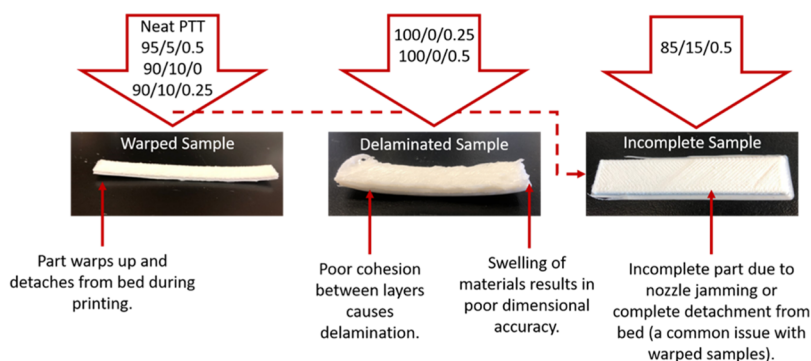 Neat PTT
95/5/0.5
90/10/0
90/10/0.25
100/0/0.25
100/0/0.5
85/15/0.5
Warped Sample
Delaminated Sample
Incomplete Sample
Part warps up and
detaches from bed during
printing.
Poor cohesion
between layers
causes
delamination.
Swelling of
materials results in
poor dimensional
accuracy.
Incomplete part due to
nozzle jamming or
complete detachment from
bed (a common issue with
warped samples).